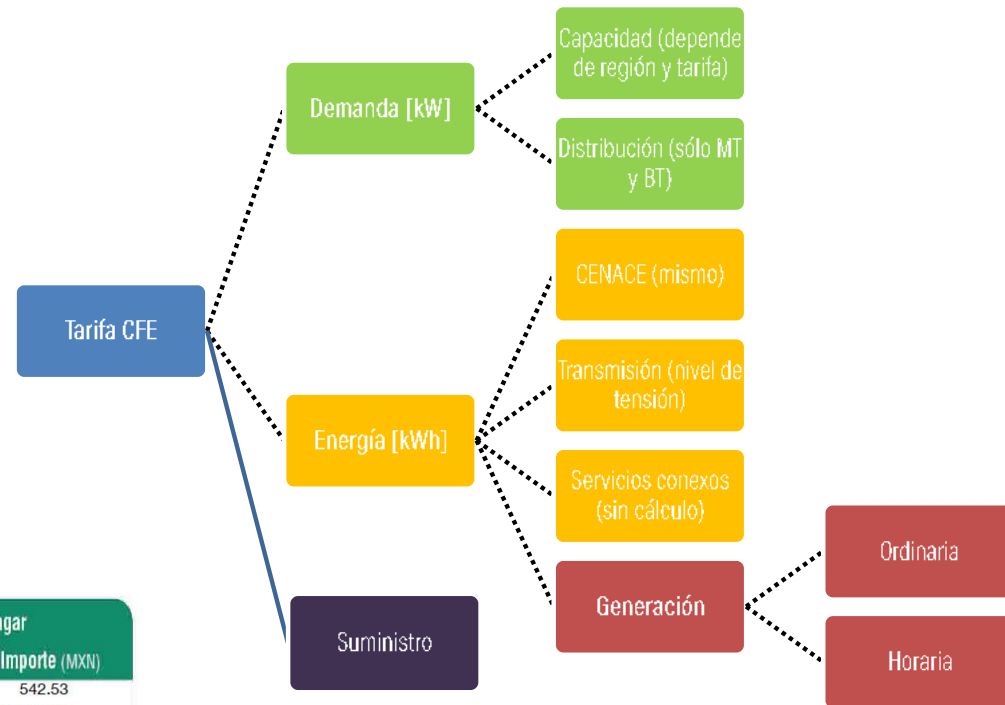 Capacidad (depende
de región y tarifa)
Demanda [kW]
Distribución (sólo MT
y BT)
CENACE (mismo)
Tarifa CFE
Transmisión (nivel de
tensión)
Energía [kWh]
Servicios conexos
(sin cálculo)
Ordinaria
Generación
Suministro
Horaria
Importe (MXN)
542.53